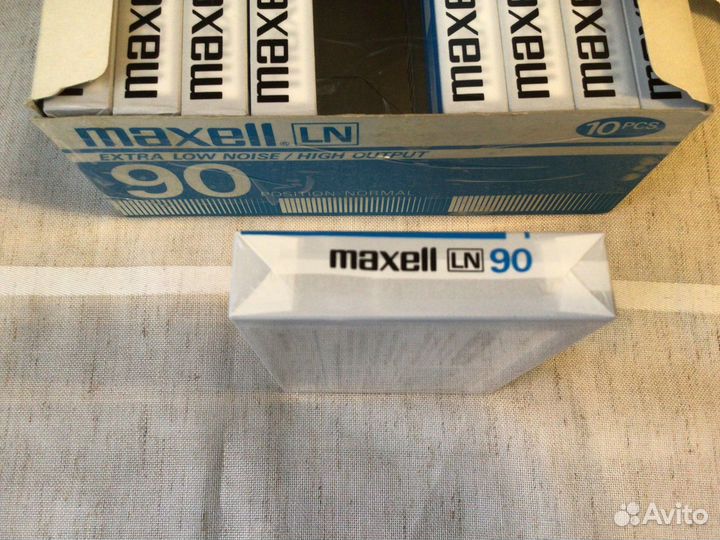 maxell
maxell
maxell
maxell
maxell
maxell
maxell LN
10 PCS.
EXTRA LOW NOISE / HIGH OUTPUT
90 POSITION: NORMAL
maxell LN 90
Avito